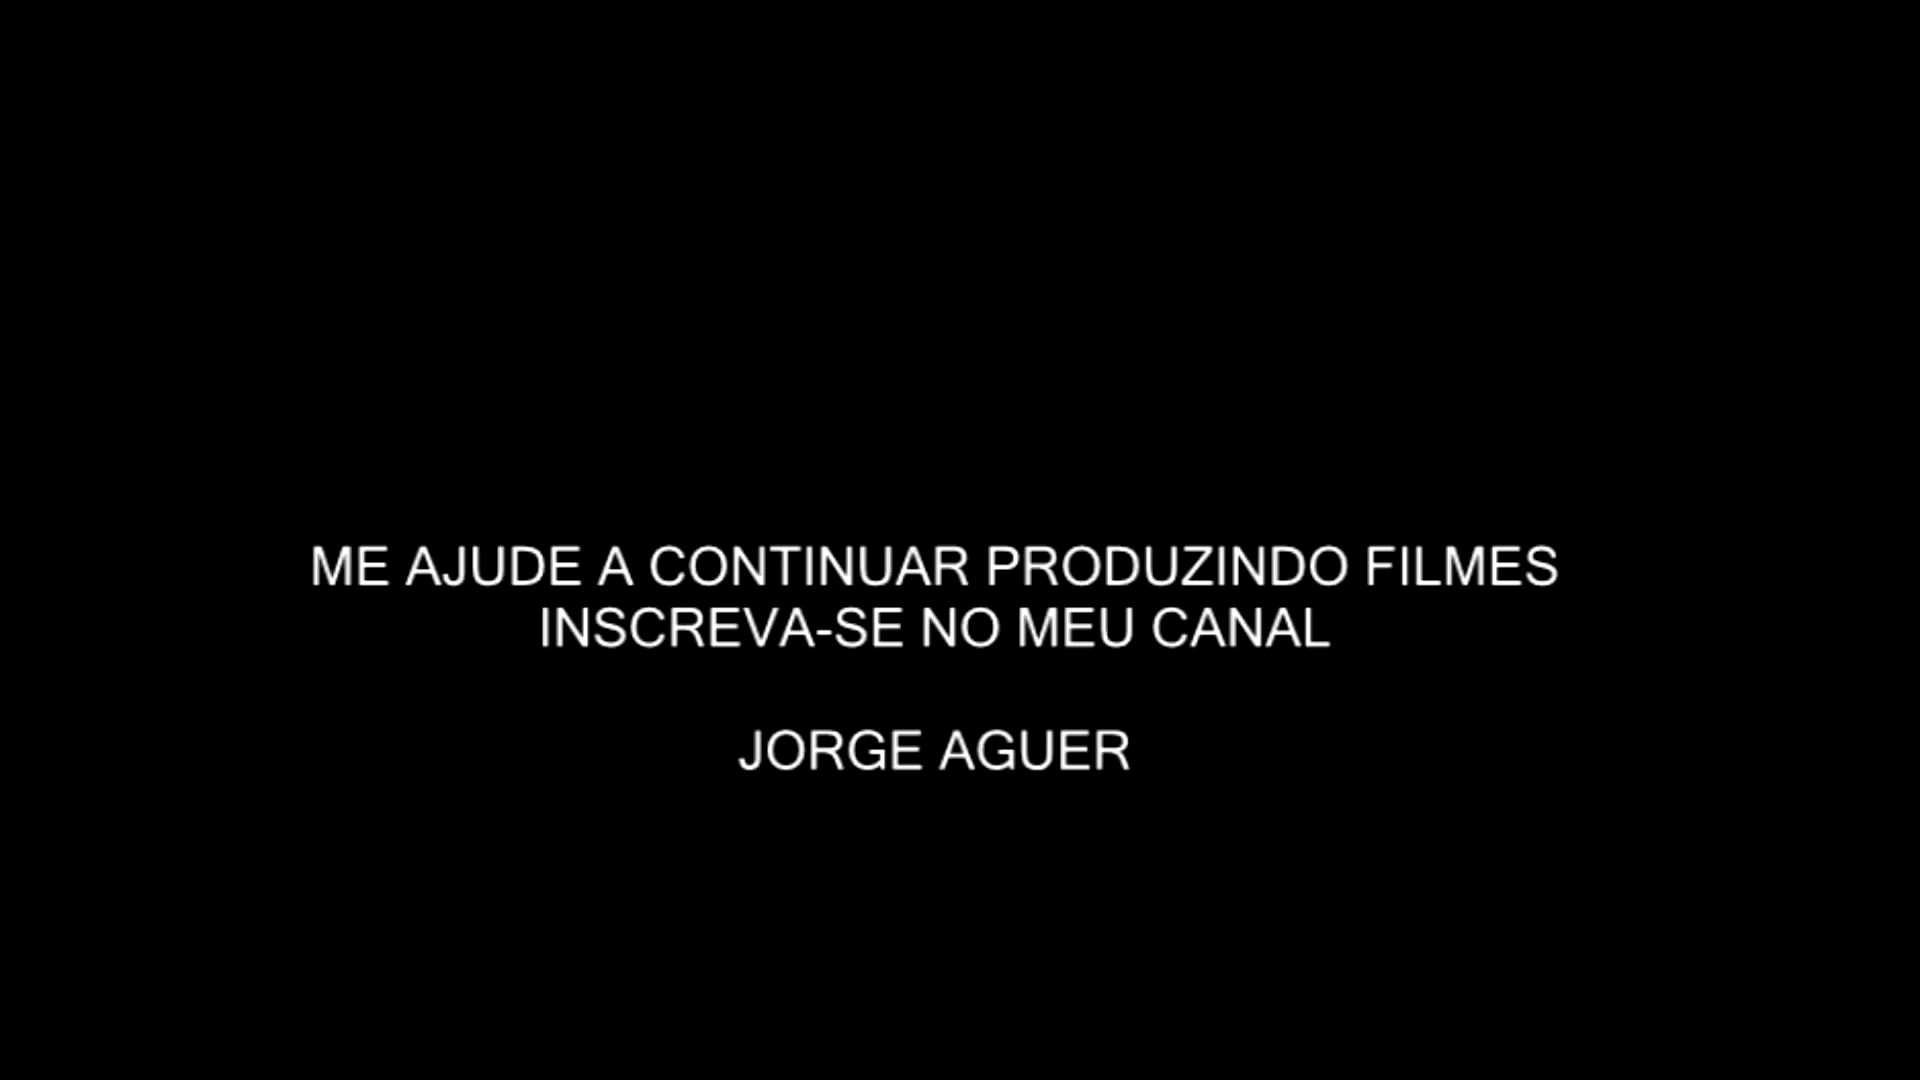 ME AJUDE A CONTINUAR PRODUZINDO FILMES
INSCREVA-SE NO MEU CANAL
JORGE AGUER